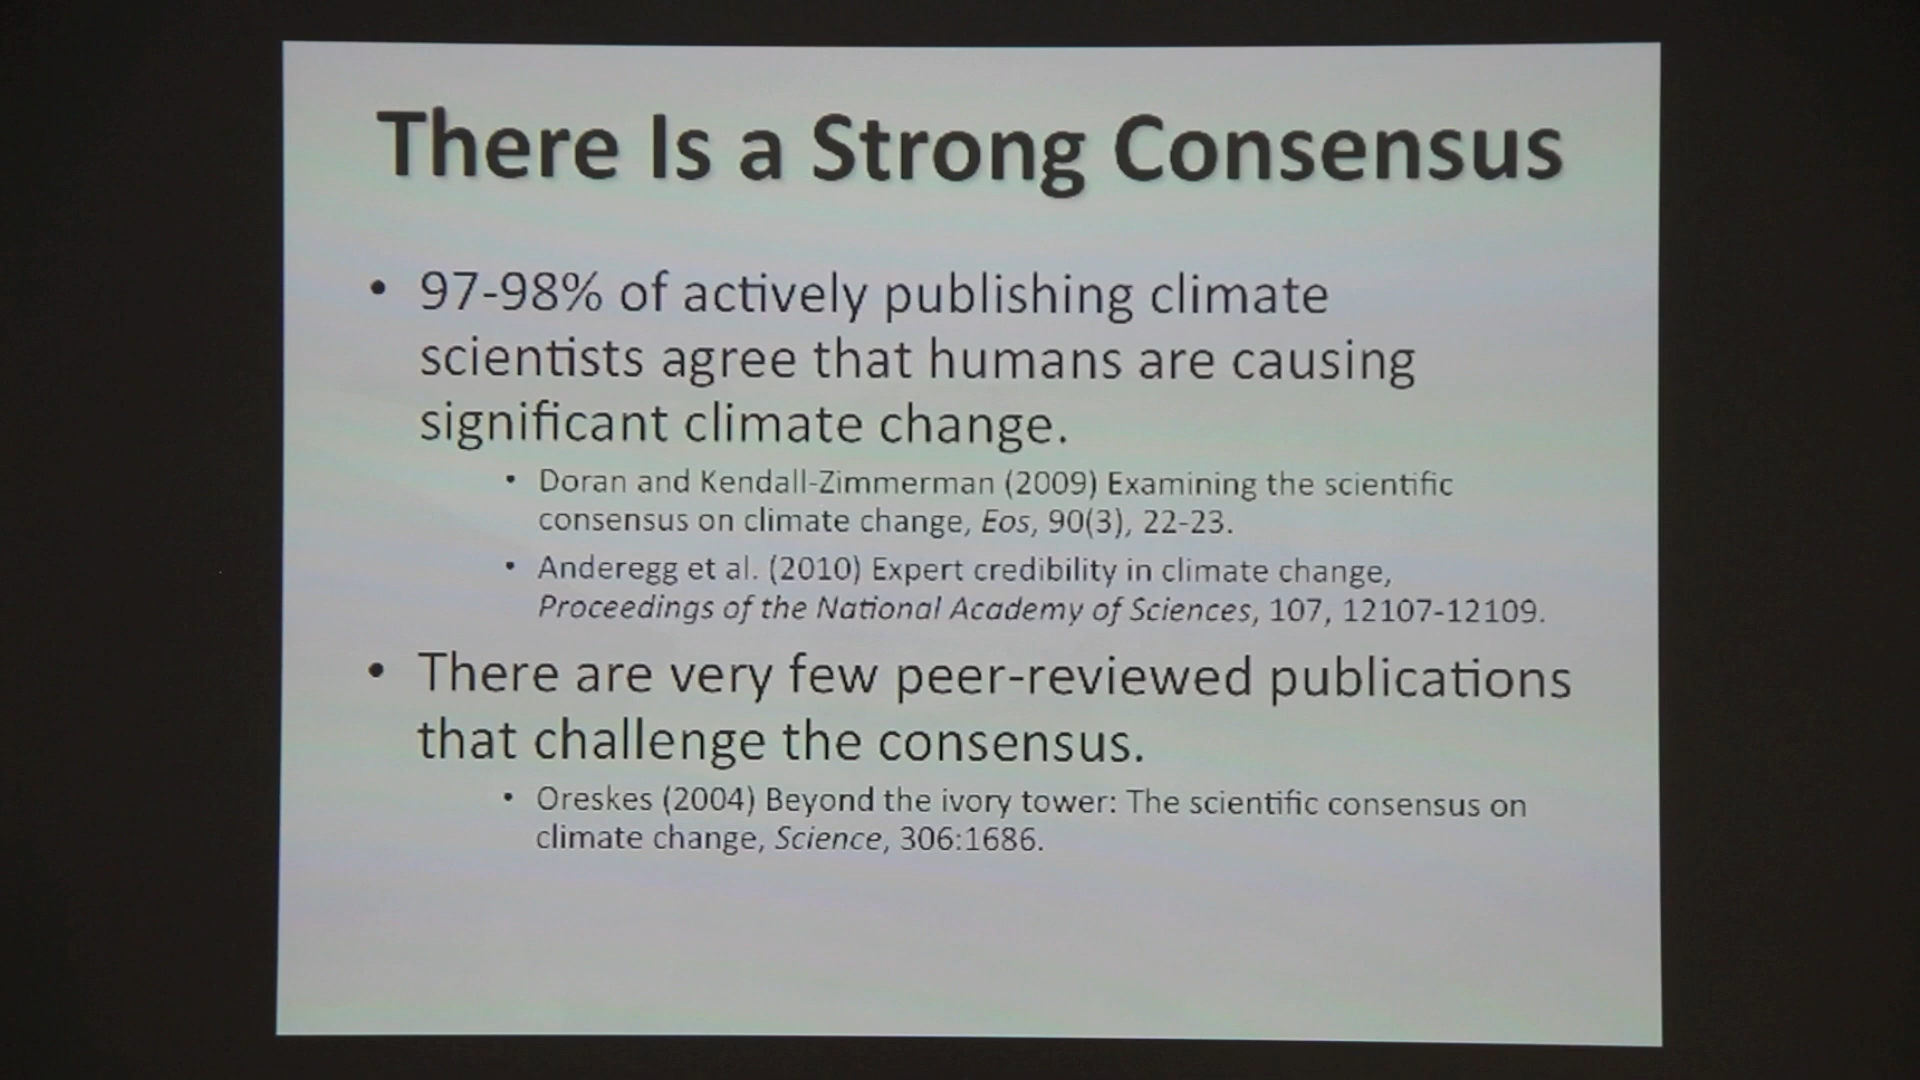 There Is a Strong Consensus
• 97-98% of actively publishing climate
scientists agree that humans are causing
significant climate change.
• Doran and Kendall-Zimmerman (2009) Examining the scientific
consensus on climate change, Eos, 90(3), 22-23.
• Anderegg et al. (2010) Expert credibility in climate change,
Proceedings of the National Academy of Sciences, 107, 12107-12109.
• There are very few peer-reviewed publications
that challenge the consensus.
• Oreskes (2004) Beyond the ivory tower: The scientific consensus on
climate change, Science, 306:1686.